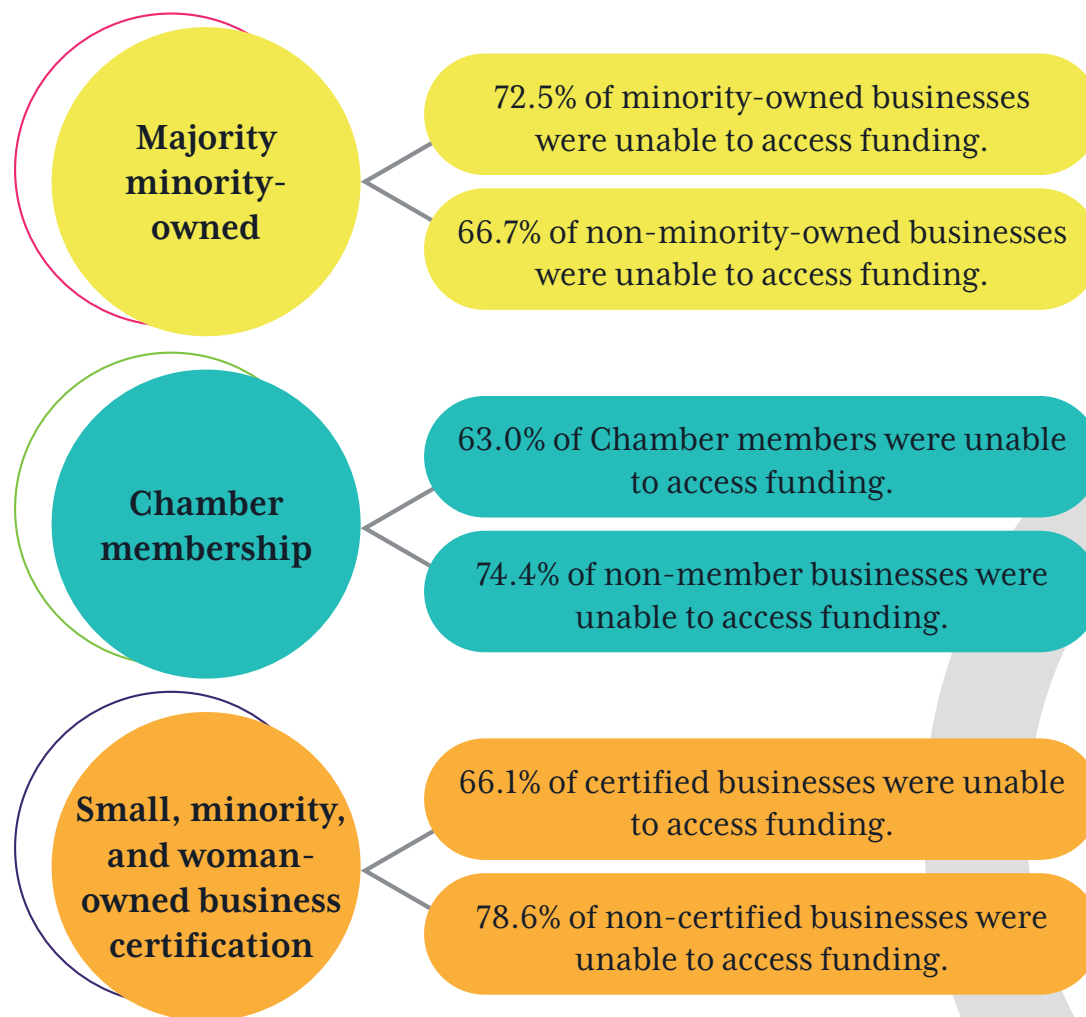 Majority
minority-
owned
72.5% of minority-owned businesses
were unable to access funding.
66.7% of non-minority-owned businesses
were unable to access funding.
Chamber
membership
63.0% of Chamber members were unable
to access funding.
74.4% of non-member businesses were
unable to access funding.
Small, minority,
and woman-
owned business
certification
66.1% of certified businesses were unable
to access funding.
78.6% of non-certified businesses were
unable to access funding.